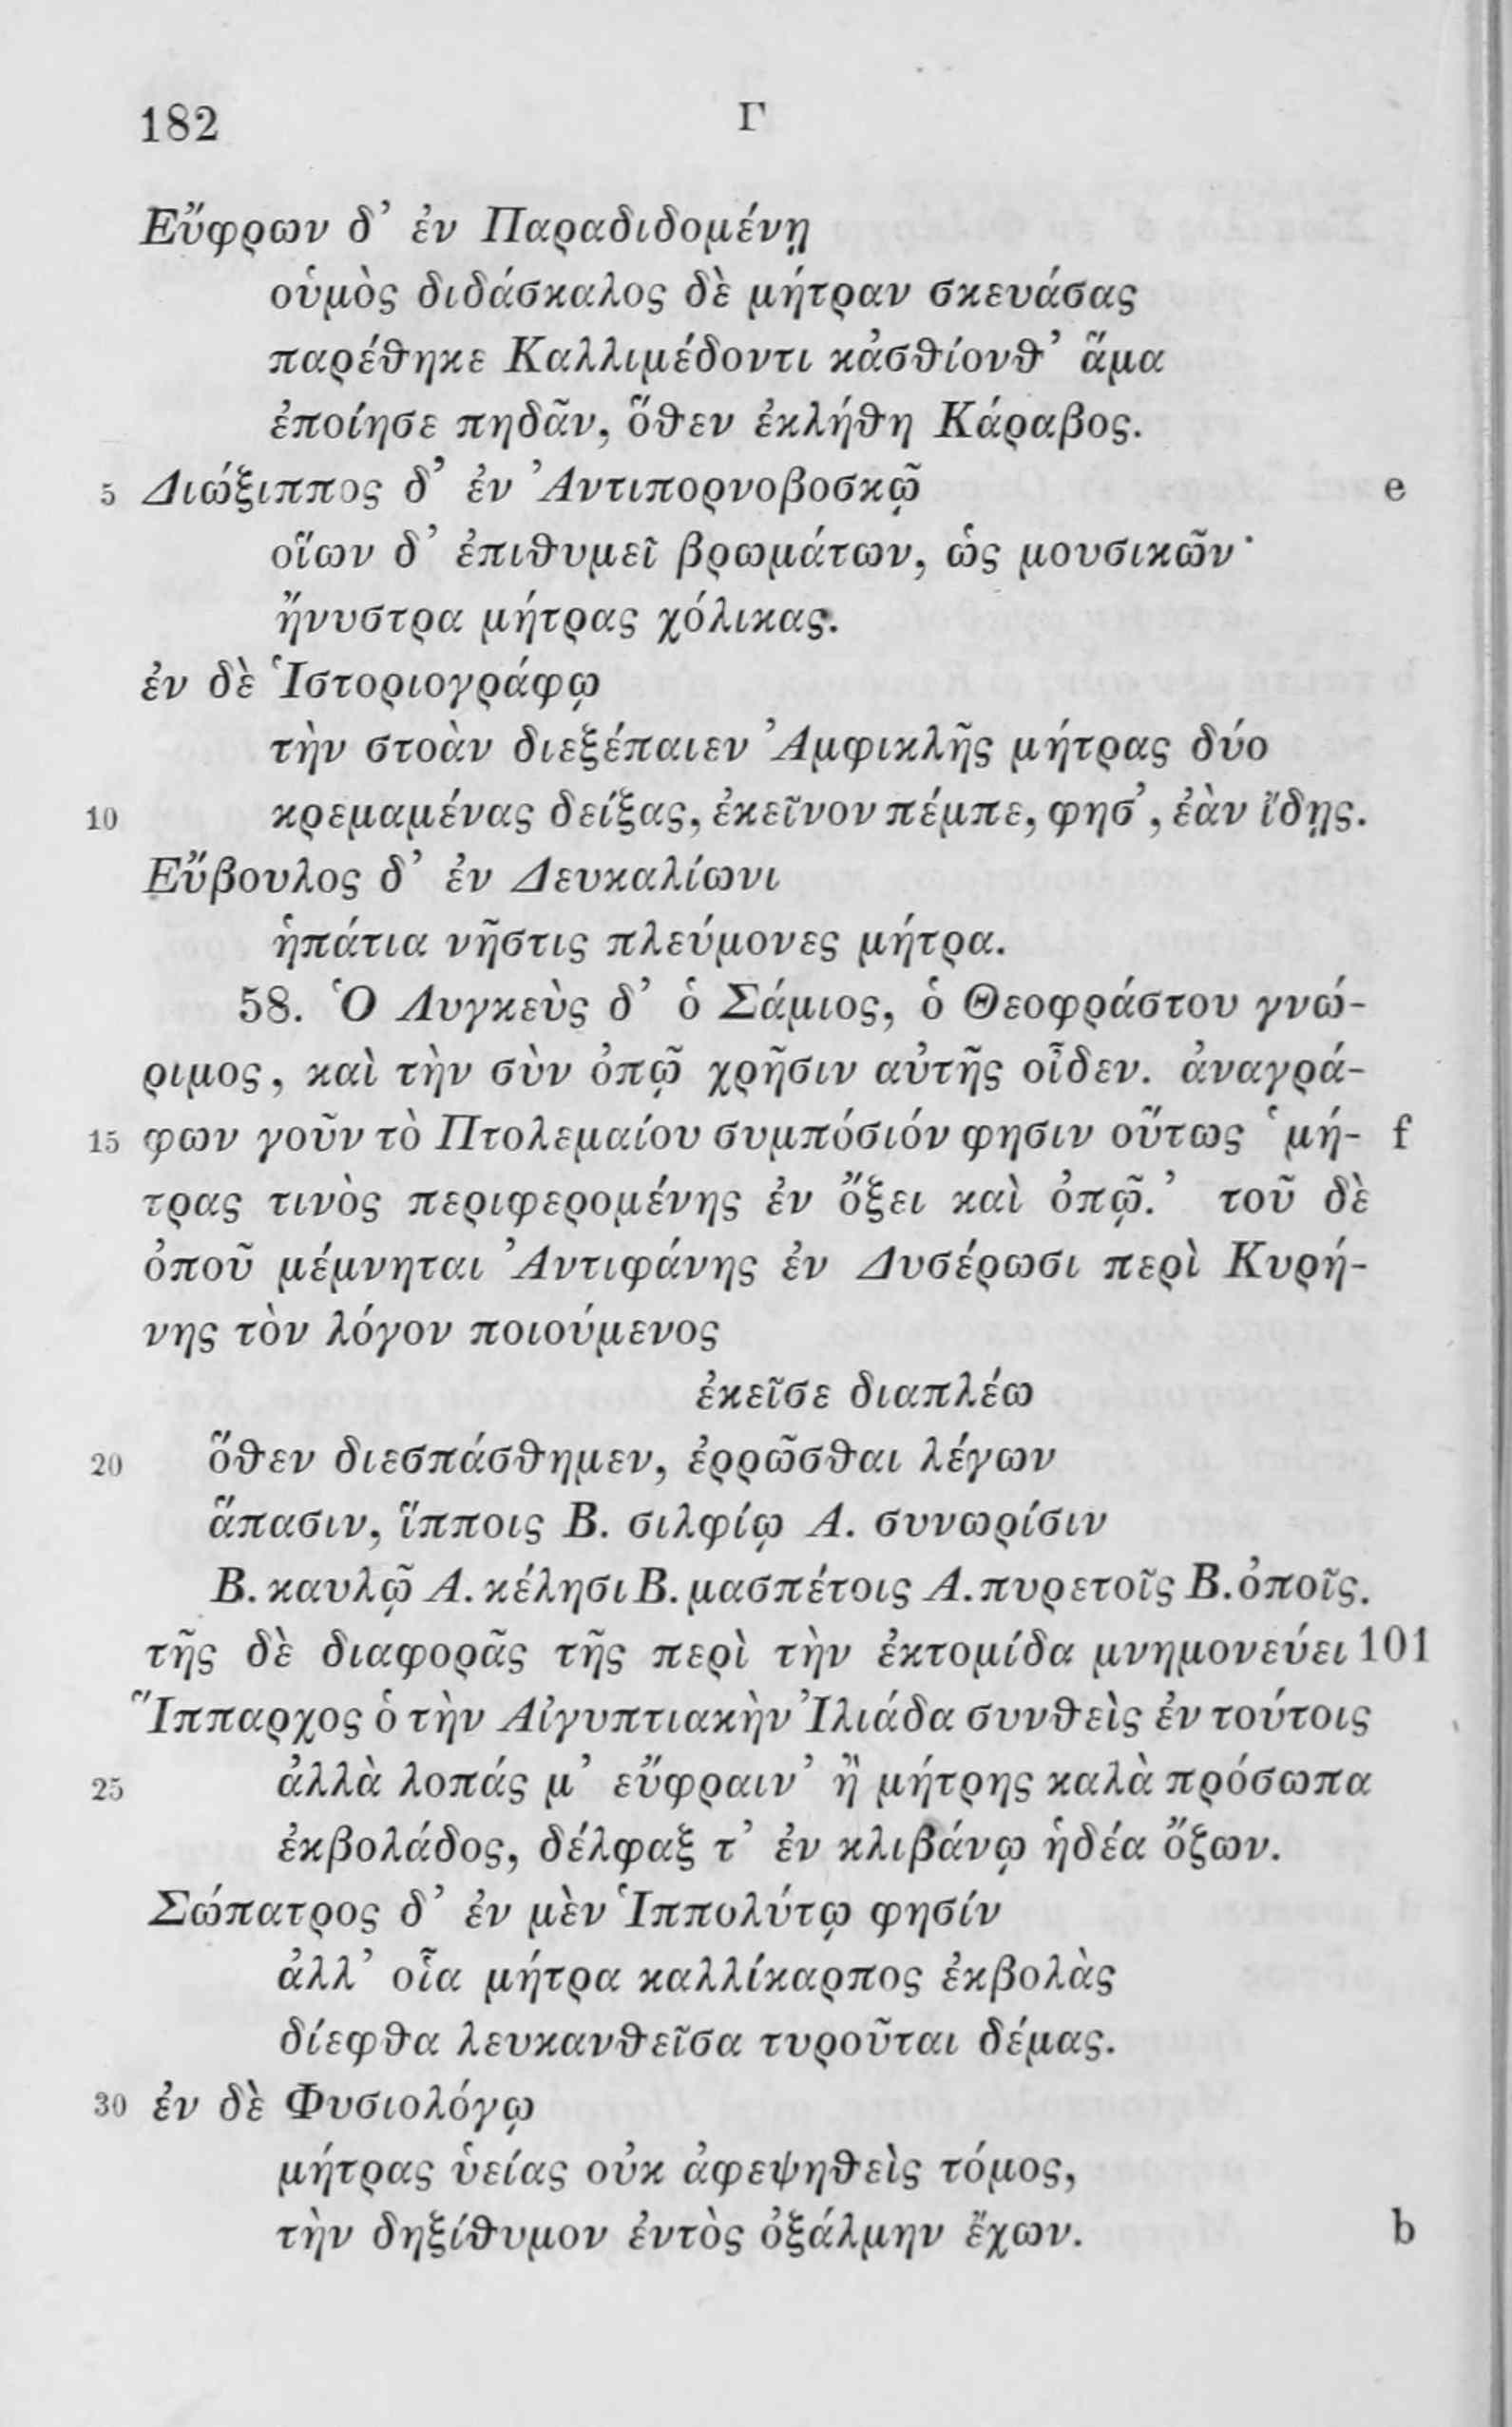 182 Γ
Εὔφρων δ’ ἐν Παραδιδομένῃ
οὑμὸς διδάσκαλος δὲ μήτραν σκευάσας
παρέθηκε Καλλιμέδοντι κἀσθίονθ’ ἅμα
ἐποίησε πηδᾶν, ὅθεν ἐκλήθη Κάραβος.
5 Διώξιππος δ’ ἐν Ἀντιπορνοβοσκῷ e
οἵων δ’ ἐπιθυμεῖ βρωμάτων, ὡς μουσικῶν·
ἤνυστρα μήτρας χόλικας.
ἐν δὲ Ἱστοριογράφῳ
τὴν στοὰν διεξέπαιεν Ἀμφικλῆς μήτρας δύο
10 κρεμαμένας δείξας, ἐκεῖνον πέμπε, φησ’, ἐὰν ἴδῃς.
Εὔβουλος δ’ ἐν Δευκαλίωνι
ἡπάτια νῆστις πλεύμονες μήτρα.
58. Ὁ Λυγκεὺς δ’ ὁ Σάμιος, ὁ Θεοφράστου γνώ-
ριμος, καὶ τὴν σὺν ὀπῷ χρῆσιν αὐτῆς οἶδεν. ἀναγρά-
15 φων γοῦν τὸ Πτολεμαίου συμπόσιόν φησιν οὕτως ‘μή- f
τρας τινὸς περιφερομένης ἐν ὄξει καὶ ὀπῷ.’ τοῦ δὲ
ὀποῦ μέμνηται Ἀντιφάνης ἐν Δυσέρωσι περὶ Κυρή-
νης τὸν λόγον ποιούμενος
ἐκεῖσε διαπλέω
20 ὅθεν διεσπάσθημεν, ἐρρῶσθαι λέγων
ἅπασιν, ἵπποις Β. σιλφίῳ Α. συνωρίσιν
Β. καυλῷ Α. κέλησι Β. μασπέτοις Α. πυρετοῖς Β. ὀποῖς.
τῆς δὲ διαφορᾶς τῆς περὶ τὴν ἐκτομίδα μνημονεύει 101
Ἵππαρχος ὁ τὴν Αἰγυπτιακὴν Ἰλιάδα συνθεὶς ἐν τούτοις
25 ἀλλὰ λοπάς μ’ εὔφραιν’ ἢ μήτρης καλὰ πρόσωπα
ἐκβολάδος, δέλφαξ τ’ ἐν κλιβάνῳ ἡδέα ὄζων.
Σώπατρος δ’ ἐν μὲν Ἱππολύτῳ φησίν
ἀλλ’ οἷα μήτρα καλλίκαρπος ἐκβολὰς
δίεφθα λευκανθεῖσα τυροῦται δέμας.
30 ἐν δὲ Φυσιολόγῳ
μήτρας ὑείας οὐκ ἀφεψηθεὶς τόμος,
τὴν δηξίθυμον ἐντὸς ὀξάλμην ἔχων. b